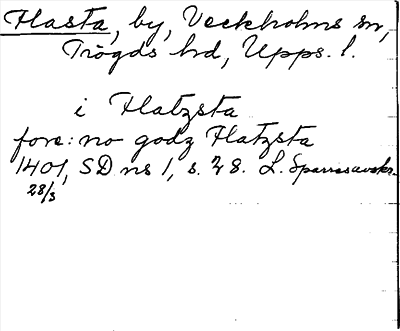 Hasta, by, Veckholms sn,
Trögds hd, Upps. l.
i Hatzsta
fore: no godz Hatzsta
1401, SD ns 1, s. 28. L. Sparresavskr.
28/3